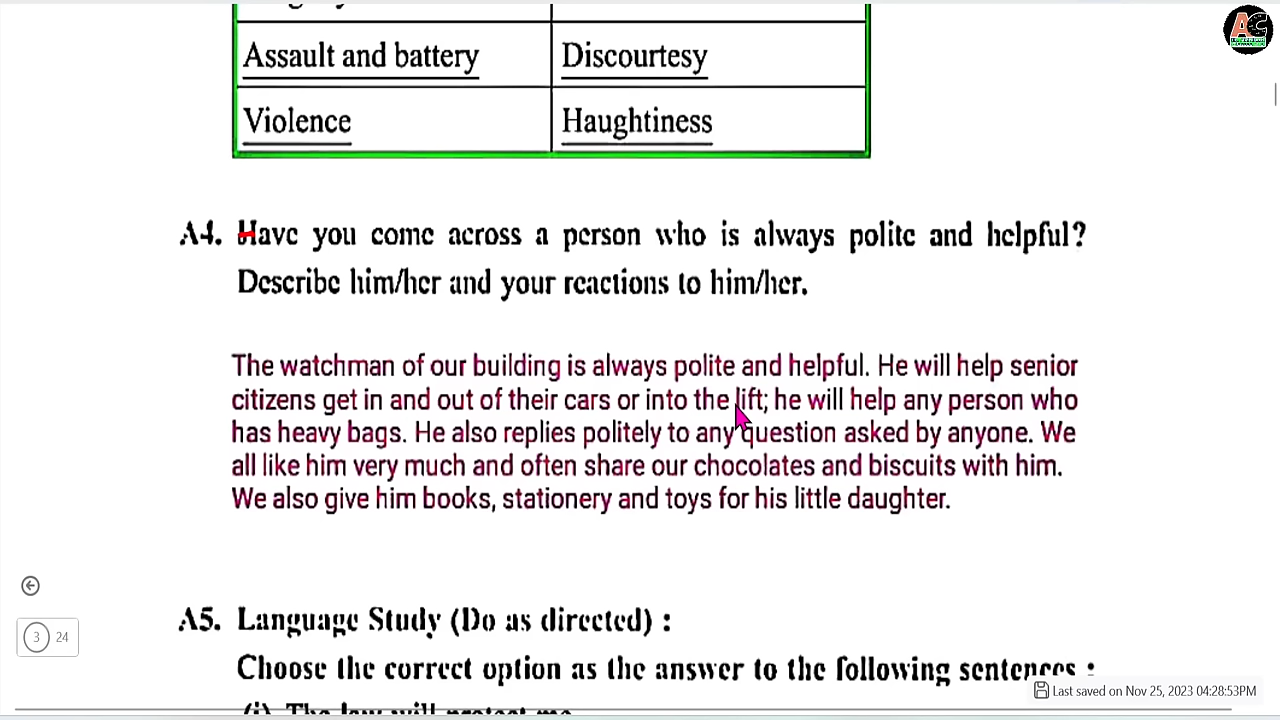 Assault and battery Discourtesy
Violence Haughtiness
A4. Have you come across a person who is always polite and helpful?
Describe him/her and your reactions to him/her.
The watchman of our building is always polite and helpful. He will help senior
citizens get in and out of their cars or into the lift; he will help any person who
has heavy bags. He also replies politely to any question asked by anyone. We
all like him very much and often share our chocolates and biscuits with him.
We also give him books, stationery and toys for his little daughter.
A5. Language Study (Do as directed) :
3 24
Choose the correct option as the answer to the following sentences :
Last saved on Nov 25, 2023 04:28:53PM
(i) The law will protect me
AC